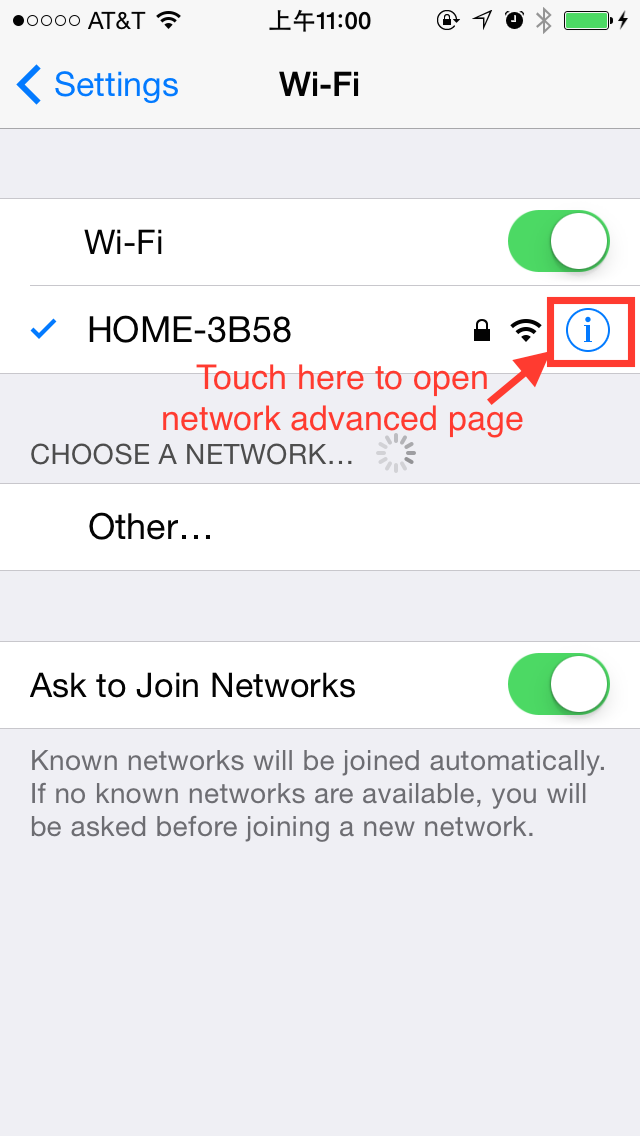 AT&T 上午11:00
Settings Wi-Fi
Wi-Fi
HOME-3B58
Touch here to open
network advanced page
CHOOSE A NETWORK...
Other...
Ask to Join Networks
Known networks will be joined automatically.
If no known networks are available, you will
be asked before joining a new network.